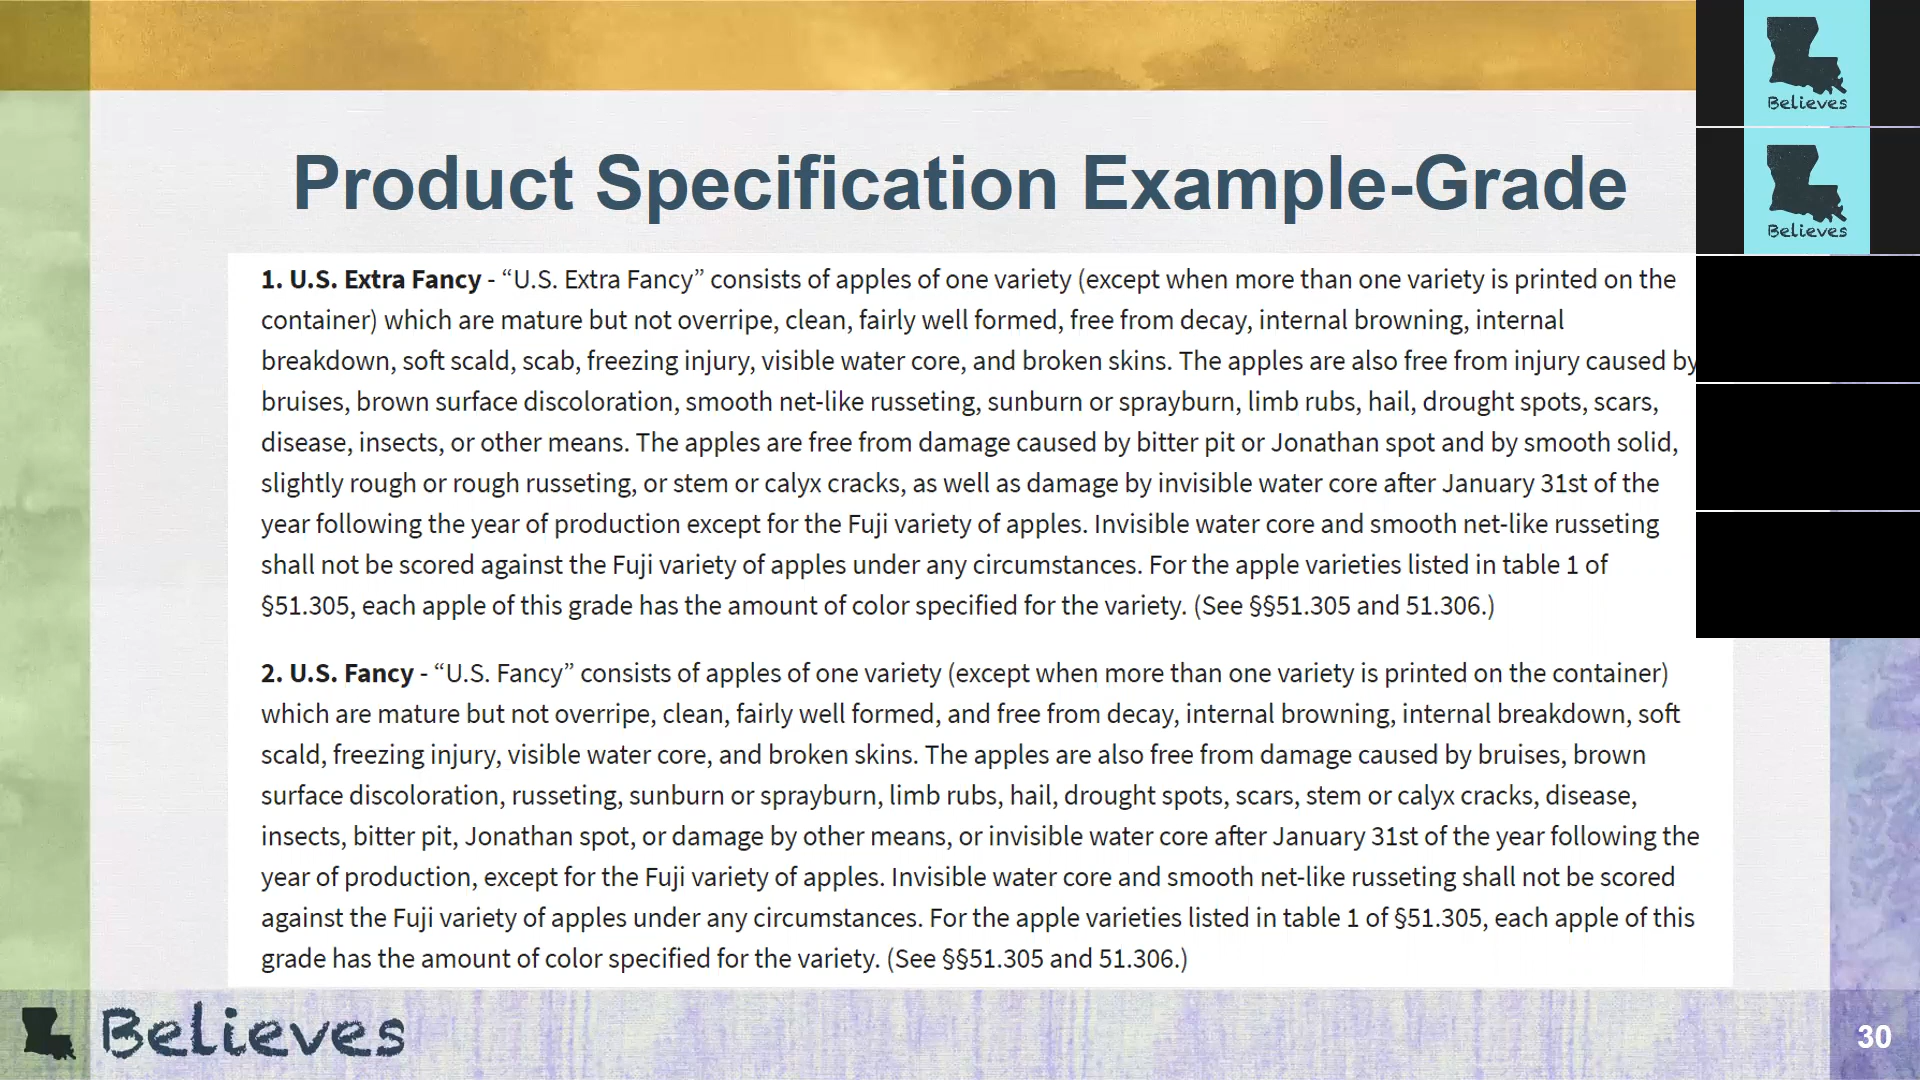 Believes
Believes
Product Specification Example-Grade
1. U.S. Extra Fancy - “U.S. Extra Fancy” consists of apples of one variety (except when more than one variety is printed on the
container) which are mature but not overripe, clean, fairly well formed, free from decay, internal browning, internal
breakdown, soft scald, scab, freezing injury, visible water core, and broken skins. The apples are also free from injury caused by
bruises, brown surface discoloration, smooth net-like russeting, sunburn or sprayburn, limb rubs, hail, drought spots, scars,
disease, insects, or other means. The apples are free from damage caused by bitter pit or Jonathan spot and by smooth solid,
slightly rough or rough russeting, or stem or calyx cracks, as well as damage by invisible water core after January 31st of the
year following the year of production except for the Fuji variety of apples. Invisible water core and smooth net-like russeting
shall not be scored against the Fuji variety of apples under any circumstances. For the apple varieties listed in table 1 of
§51.305, each apple of this grade has the amount of color specified for the variety. (See §§51.305 and 51.306.)
2. U.S. Fancy - “U.S. Fancy” consists of apples of one variety (except when more than one variety is printed on the container)
which are mature but not overripe, clean, fairly well formed, and free from decay, internal browning, internal breakdown, soft
scald, freezing injury, visible water core, and broken skins. The apples are also free from damage caused by bruises, brown
surface discoloration, russeting, sunburn or sprayburn, limb rubs, hail, drought spots, scars, stem or calyx cracks, disease,
insects, bitter pit, Jonathan spot, or damage by other means, or invisible water core after January 31st of the year following the
year of production, except for the Fuji variety of apples. Invisible water core and smooth net-like russeting shall not be scored
against the Fuji variety of apples under any circumstances. For the apple varieties listed in table 1 of §51.305, each apple of this
grade has the amount of color specified for the variety. (See §§51.305 and 51.306.)
Believes
30